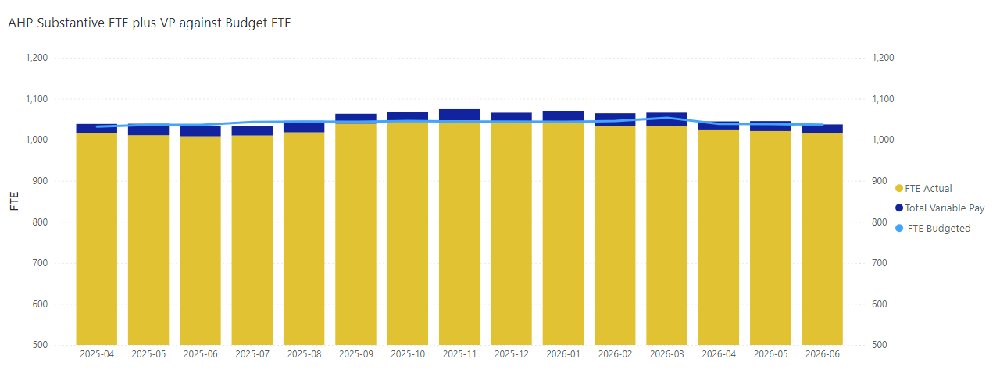 AHP Substantive FTE plus VP against Budget FTE
1,200
1,100
1,000
900
800
700
600
500
FTE
1,200
1,100
1,000
900
800
700
600
500
2025-04 2025-05 2025-06 2025-07 2025-08 2025-09 2025-10 2025-11 2025-12 2026-01 2026-02 2026-03 2026-04 2026-05 2026-06
FTE Actual
Total Variable Pay
FTE Budgeted